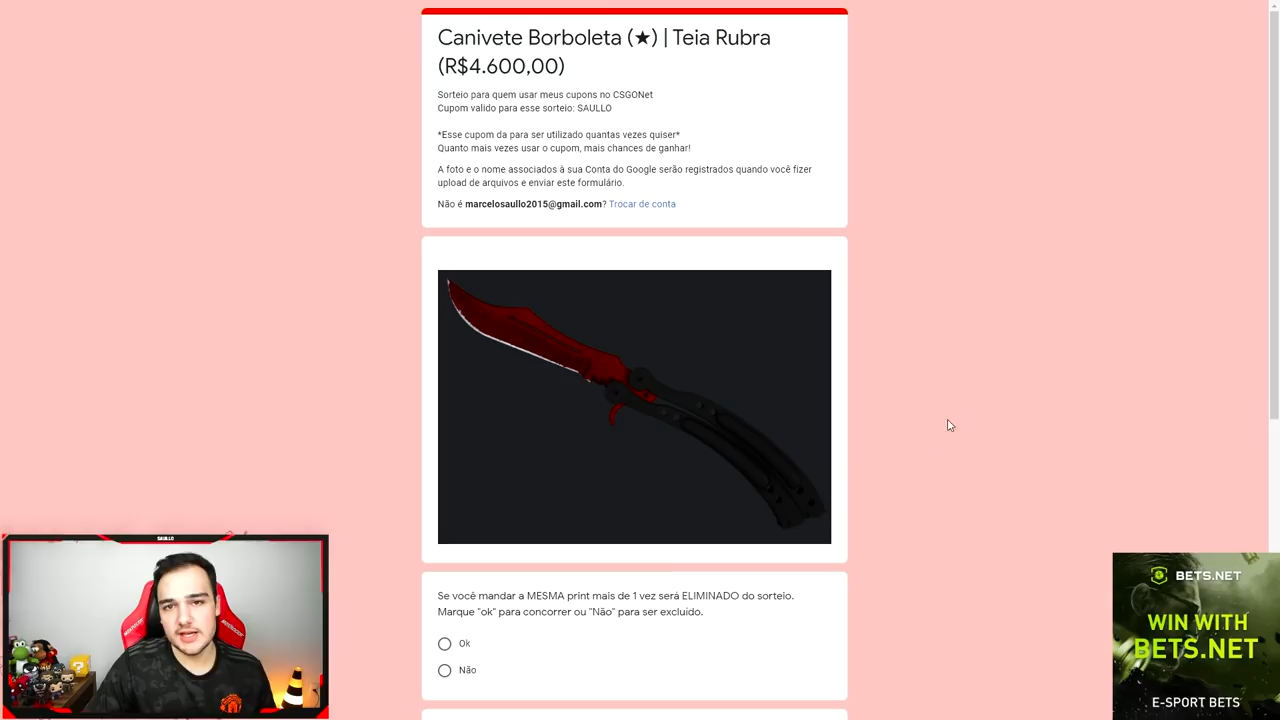 Canivete Borboleta (★) | Teia Rubra
(R$4.600,00)
Sorteio para quem usar meus cupons no CSGONet
Cupom valido para esse sorteio: SAULLO
*Esse cupom da para ser utilizado quantas vezes quiser*
Quanto mais vezes usar o cupom, mais chances de ganhar!
A foto e o nome associados à sua Conta do Google serão registrados quando você fizer
upload de arquivos e enviar este formulário.
Não é marcelosaullo2015@gmail.com? Trocar de conta
Se você mandar a MESMA print mais de 1 vez será ELIMINADO do sorteio.
Marque "ok" para concorrer ou "Não" para ser excluído.
Ok
Não
SAULLO
BETS.NET
WIN WITH
BETS.NET
E-SPORT BETS